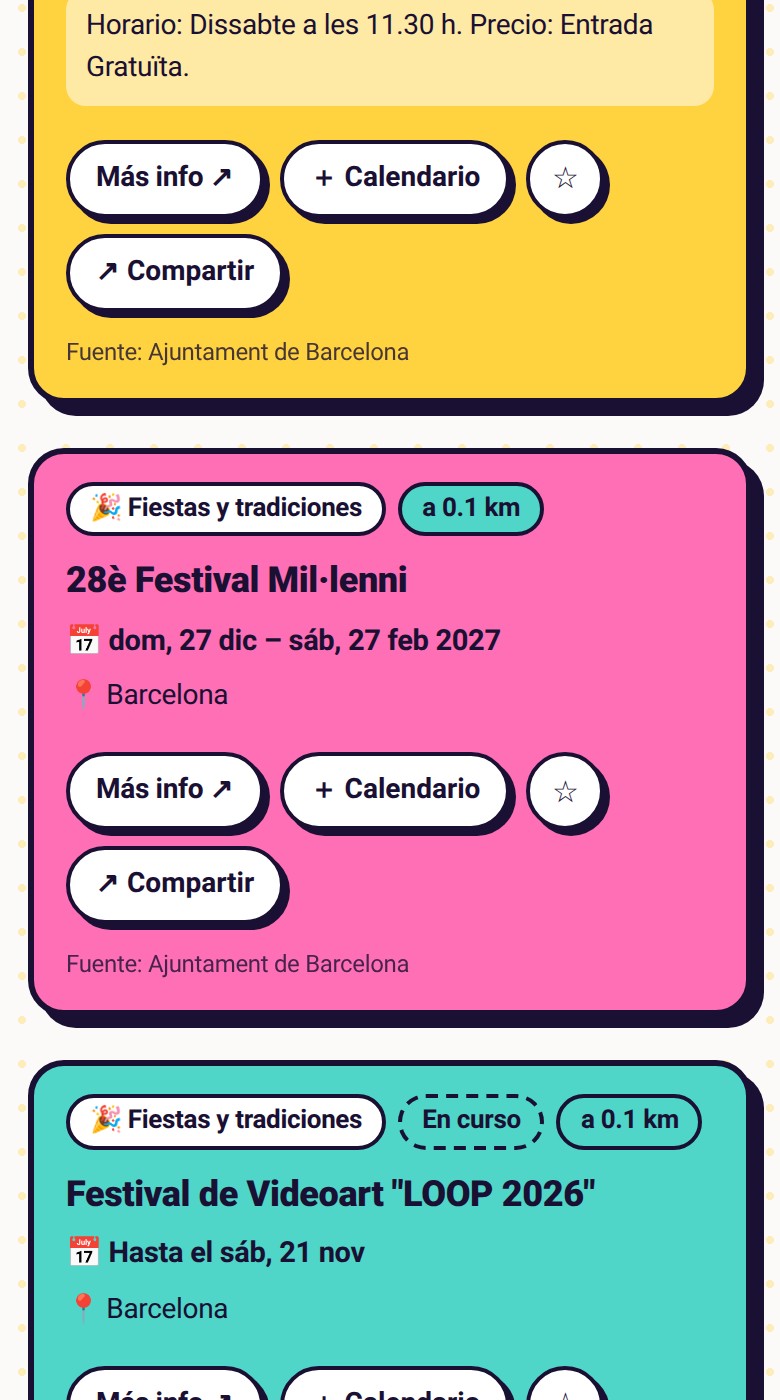 Horario: Dissabte a les 11.30 h. Precio: Entrada
Gratuïta.
Más info ↗
+ Calendario
☆
↗ Compartir
Fuente: Ajuntament de Barcelona
🎉 Fiestas y tradiciones
a 0.1 km
28è Festival Mil·lenni
📅 dom, 27 dic – sáb, 27 feb 2027
📍 Barcelona
Más info ↗
+ Calendario
☆
↗ Compartir
Fuente: Ajuntament de Barcelona
🎉 Fiestas y tradiciones
En curso
a 0.1 km
Festival de Videoart "LOOP 2026"
📅 Hasta el sáb, 21 nov
📍 Barcelona
Más info ↗
+ Calendario
☆